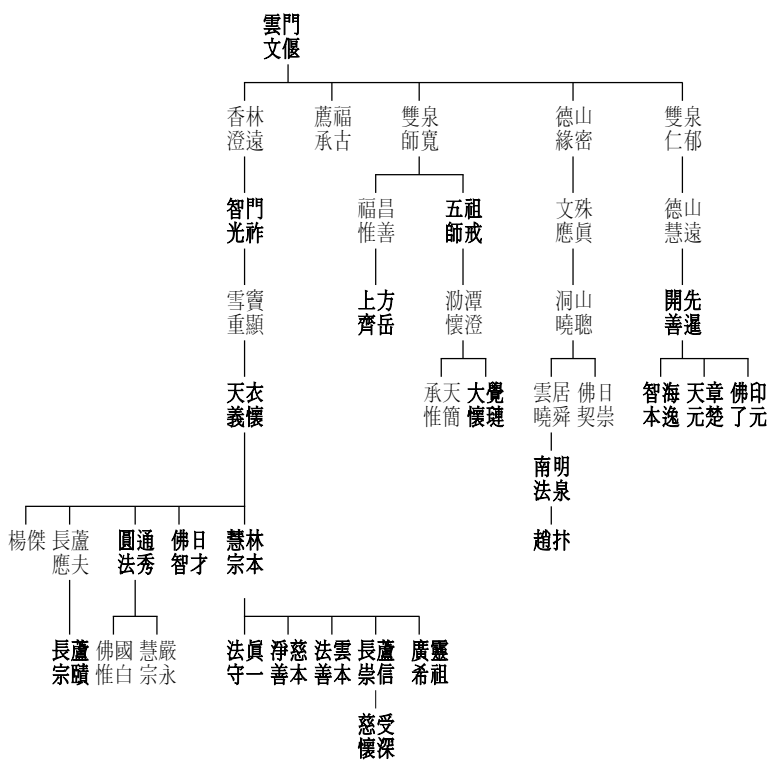 雲門
文偃
香林
澄遠
薦福
承古
雙泉
師寬
德山
緣密
雙泉
仁郁
智門
光祚
福昌
惟善
五祖
師戒
文殊
應眞
德山
慧遠
雪竇
重顯
上方
齊岳
泐潭
懷澄
洞山
曉聰
開先
善暹
天衣
義懷
承天
惟簡
大覺
懷璉
雲居
曉舜
佛日
契崇
智海
本逸
天章
元楚
佛印
了元
南明
法泉
趙抃
楊傑
長蘆
應夫
圓通
法秀
佛日
智才
慧林
宗本
長蘆
宗賾
佛國
惟白
慧嚴
宗永
法眞
守一
淨慈
善本
法雲
善本
長蘆
崇信
廣靈
希祖
慈受
懷深